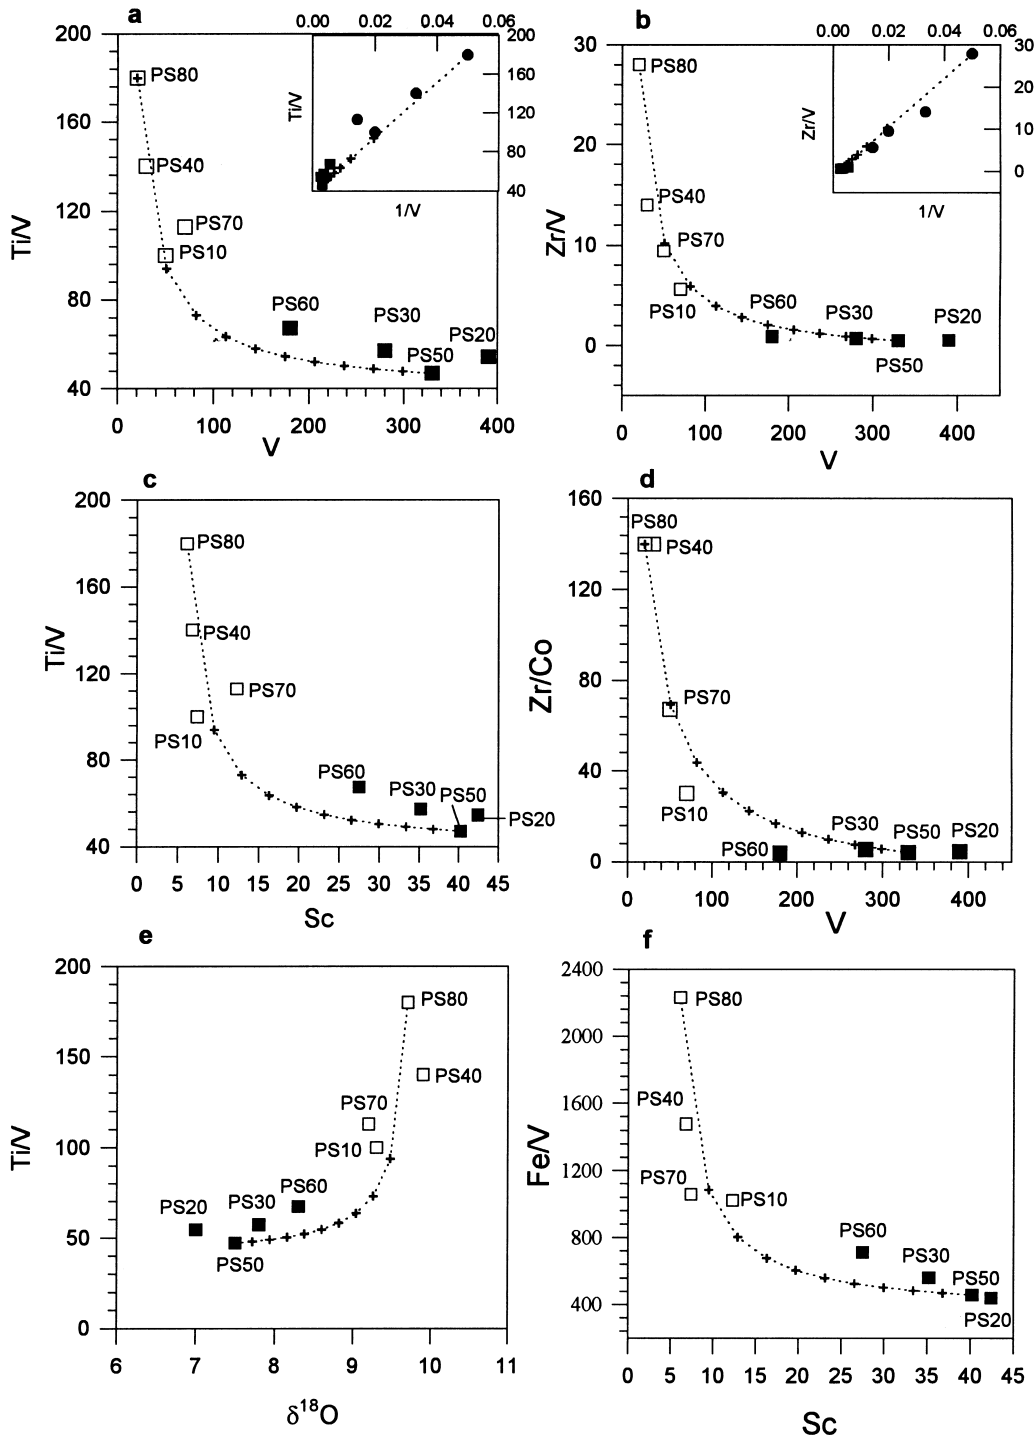 a
0.00 0.02 0.04 0.06
200
160
120
80
40
Ti/V
1/V
200
160
120
80
40
Ti/V
PS80
PS40
PS70
PS10
PS60
PS30
PS20
PS50
0 100 200 300 400
V
b
0.00 0.02 0.04 0.06
30
20
10
0
Zr/V
1/V
30
20
10
0
Zr/V
PS80
PS40
PS70
PS10
PS60
PS30
PS20
PS50
0 100 200 300 400
V
c
200
160
120
80
40
Ti/V
PS80
PS40
PS70
PS10
PS60
PS30
PS50
PS20
0 5 10 15 20 25 30 35 40 45
Sc
d
160
120
80
40
0
Zr/Co
PS80
PS40
PS70
PS10
PS60
PS30
PS50
PS20
0 100 200 300 400
V
e
200
150
100
50
0
Ti/V
PS80
PS40
PS70
PS10
PS60
PS30
PS20
PS50
6 7 8 9 10 11
δ¹⁸O
f
2400
2000
1600
1200
800
400
Fe/V
PS80
PS40
PS70
PS10
PS60
PS30
PS50
PS20
0 5 10 15 20 25 30 35 40 45
Sc